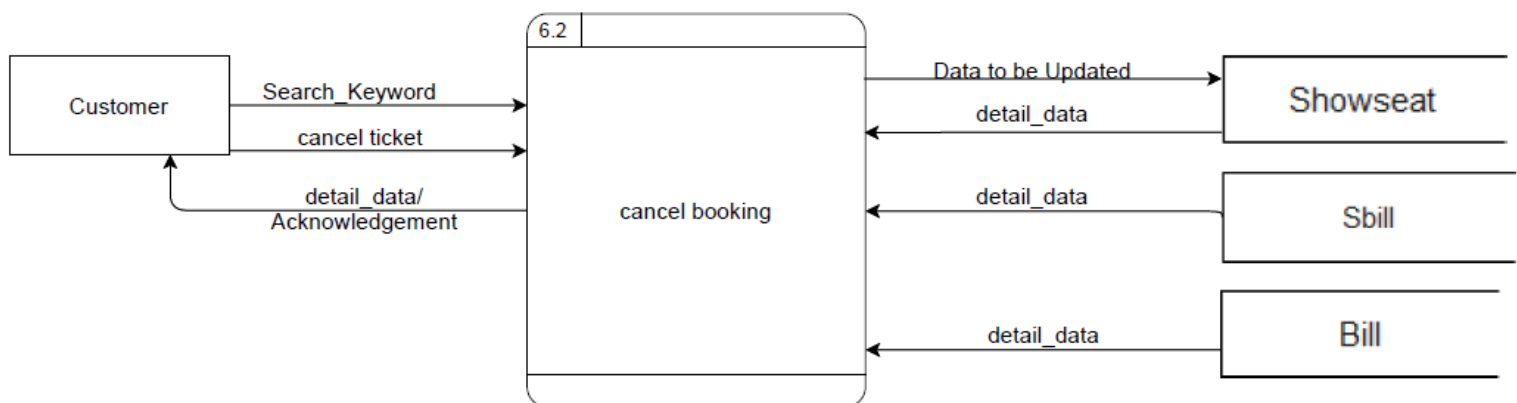 6.2
Customer
Search_Keyword
cancel ticket
detail_data/
Acknowledgement
cancel booking
Data to be Updated
detail_data
Showseat
detail_data
Sbill
detail_data
Bill